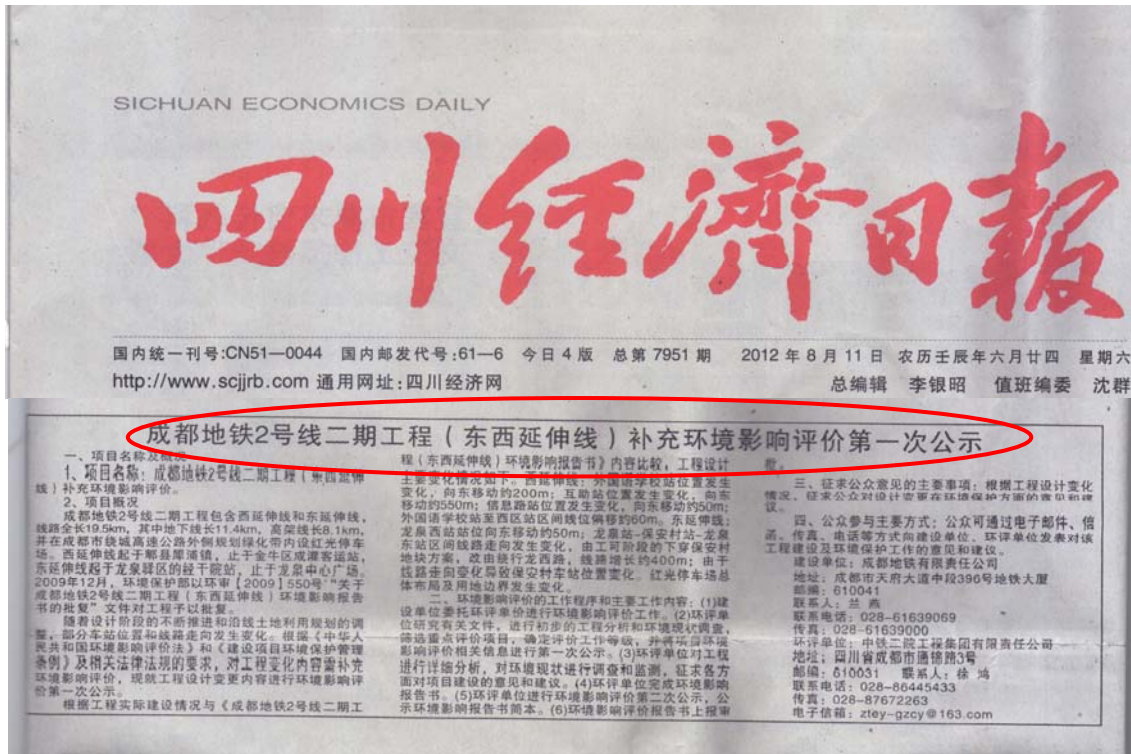 SICHUAN ECONOMICS DAILY
四川經濟日報
国内统一刊号:CN51—0044 国内邮发代号:61—6 今日4版 总第7951期 2012年8月11日 农历壬辰年六月廿四 星期六
http://www.scjjrb.com 通用网址:四川经济网 总编辑 李银昭 值班编委 沈群
成都地铁2号线二期工程(东西延伸线)补充环境影响评价第一次公示
一、项目名称及概况
1、项目名称:成都地铁2号线二期工程(东西延伸
线)补充环境影响评价。
2、项目概况
成都地铁2号线二期工程包含西延伸线和东延伸线,
线路全长19.5km,其中地下线长11.4km,高架线长8.1km,
并在成都市绕城高速公路外侧规划绿化带内设红光停车
场。西延伸线起于郫县犀浦镇,止于金牛区成灌客运站,
东延伸线起于龙泉驿区的经干院站,止于龙泉中心广场。
2009年12月,环境保护部以环审[2009]550号"关于
成都地铁2号线二期工程(东西延伸线)环境影响报告
书的批复"文件对工程予以批复。
随着设计阶段的不断推进和沿线土地利用规划的调
整,部分车站位置和线路走向发生变化。根据《中华人
民共和国环境影响评价法》和《建设项目环境保护管理
条例》及相关法律法规的要求,对工程变化内容需补充
环境影响评价,现就工程设计变更内容进行环境影响评
价第一次公示。
根据工程实际建设情况与《成都地铁2号线二期工
程(东西延伸线)环境影响报告书》内容比较,工程设计
主要变化情况如下。西延伸线:外国语学校站位置发生
变化,向东移动约200m;互助站位置发生变化,向东
移动约550m;信息路站位置发生变化,向东移动约50m;
外国语学校站至西区站区间线位偏移约60m。东延伸线:
龙泉西站站位向东移动约50m;龙泉站-保安村站-龙泉
东站区间线路走向发生变化,由工可阶段的下穿保安村
地块方案,改由绕行龙西路,线路增长约400m;由于
线路走向变化导致保安村车站位置变化。红光停车场总
体布局及用地边界发生变化。
二、环境影响评价的工作程序和主要工作内容:(1)建
设单位委托环评单位进行环境影响评价工作。(2)环评单
位研究有关文件,进行初步的工程分析和环境现状调查,
筛选重点评价项目,确定评价工作等级,并将环境环境
影响评价相关信息进行第一次公示。(3)环评单位对工程
进行详细分析,对环境现状进行调查和监测,征求各方
面对项目建设的意见和建议。(4)环评单位完成环境影响
报告书。(5)环评单位进行环境影响评价第二次公示,公
示环境影响报告书简本。(6)环境影响评价报告书上报审
批。
三、征求公众意见的主要事项:根据工程设计变化
情况,征求公众对设计变更在环境保护方面的意见和建
议。
四、公众参与主要方式:公众可通过电子邮件、信
函、传真、电话等方式向建设单位、环评单位发表对该
工程建设及环境保护工作的意见和建议。
建设单位:成都地铁有限责任公司
地址:成都市天府大道中段396号地铁大厦
邮编:610041
联系人:兰 燕
联系电话:028-61639069
传真:028-61639000
环评单位:中铁二院工程集团有限责任公司
地址:四川省成都市通锦路3号
邮编:610031 联系人:徐 鸿
联系电话:028-86445433
传真:028-87672263
电子信箱:ztey-gzcy@163.com